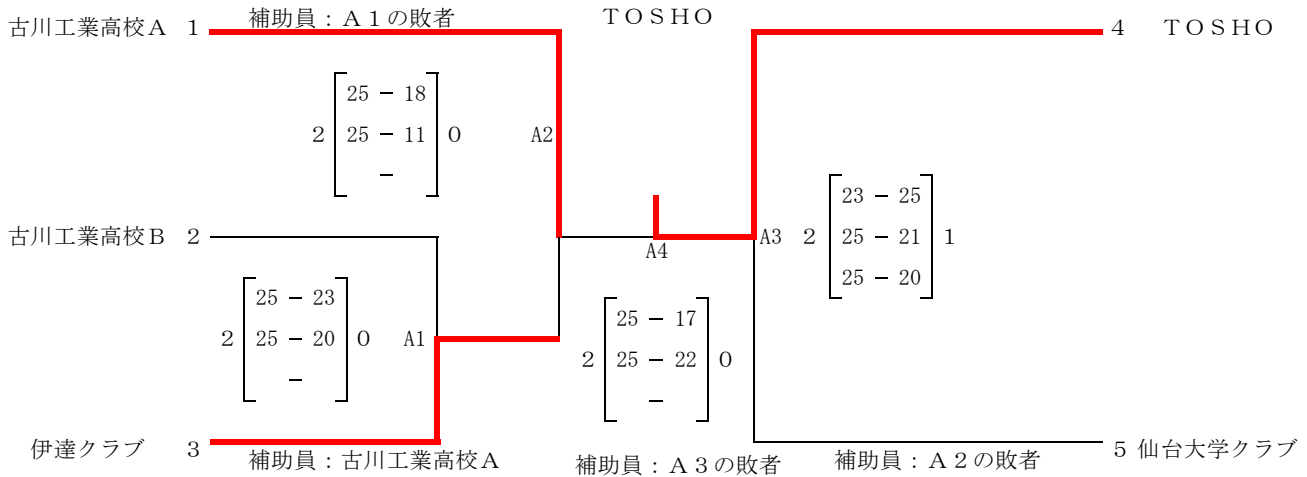 補助員：Ａ１の敗者
ＴＯＳＨＯ
古川工業高校Ａ １
４ ＴＯＳＨＯ
25 － 18
２ 25 － 11 ０
－
A2
23 － 25
２ 25 － 21 １
25 － 20
古川工業高校Ｂ ２
A3
A4
25 － 23
２ 25 － 20 ０
－
A1
25 － 17
２ 25 － 22 ０
－
伊達クラブ ３
補助員：古川工業高校Ａ
補助員：Ａ３の敗者
補助員：Ａ２の敗者
５ 仙台大学クラブ